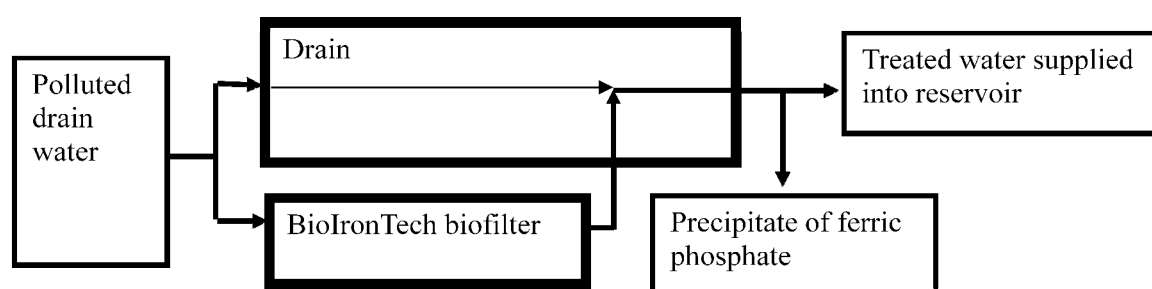 Polluted
drain
water
Drain
BioIronTech biofilter
Treated water supplied
into reservoir
Precipitate of ferric
phosphate